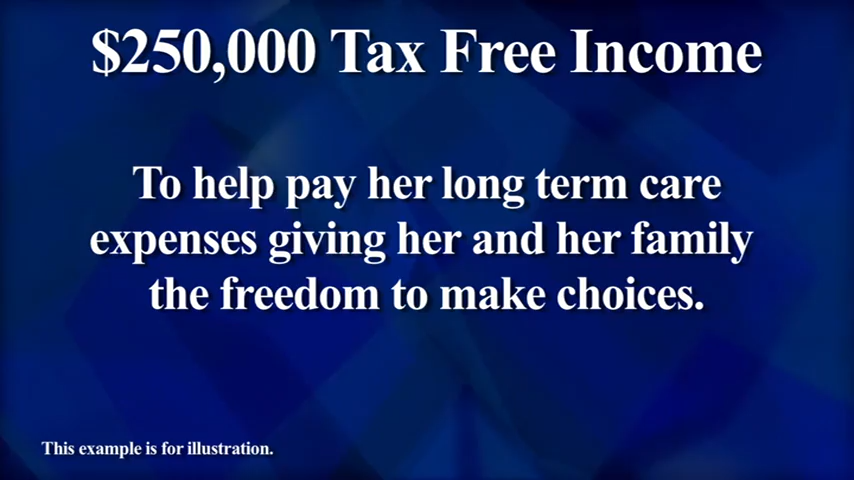 $250,000 Tax Free Income
To help pay her long term care
expenses giving her and her family
the freedom to make choices.
This example is for illustration.